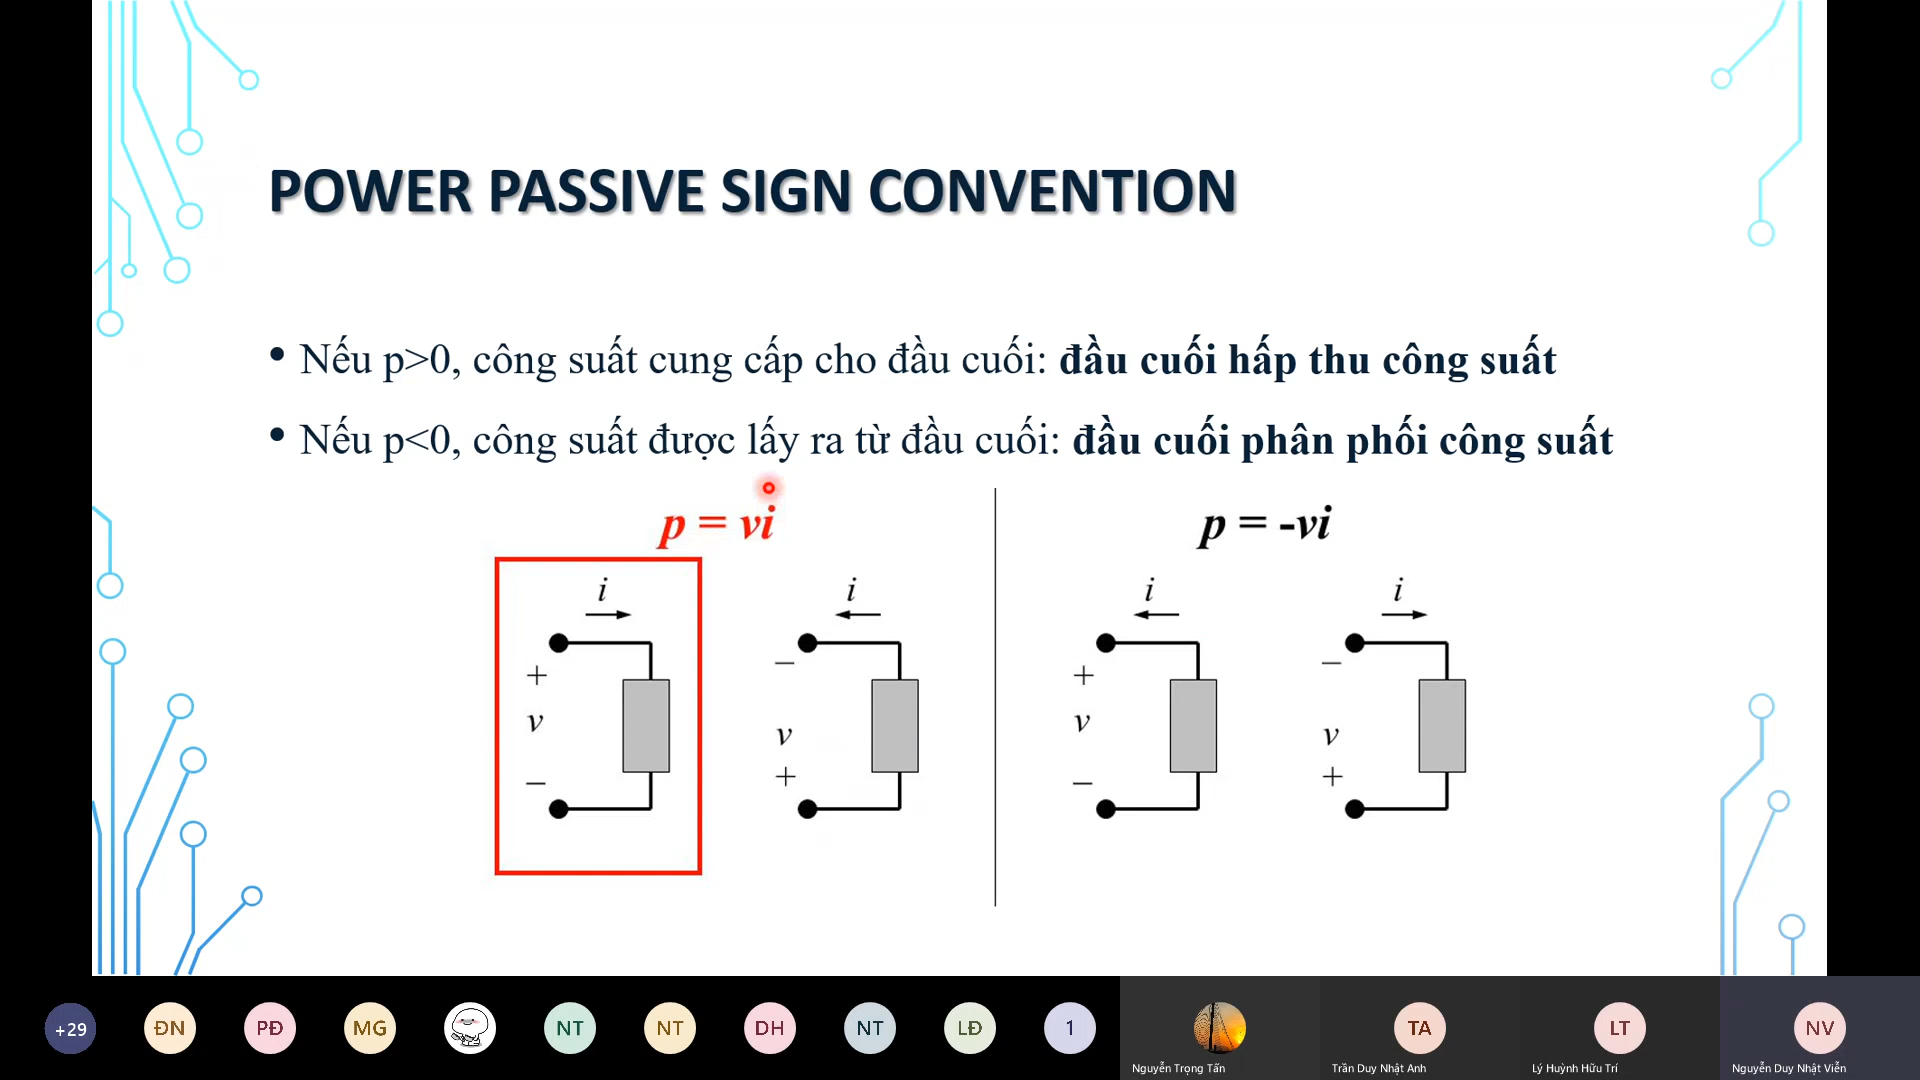 POWER PASSIVE SIGN CONVENTION
• Nếu p>0, công suất cung cấp cho đầu cuối: đầu cuối hấp thu công suất
• Nếu p<0, công suất được lấy ra từ đầu cuối: đầu cuối phân phối công suất
p = vi
p = -vi
i
i
i
i
+
–
+
–
v
v
v
v
–
+
–
+
+29
ĐN
PĐ
MG
NT
NT
DH
NT
LĐ
1
TA
LT
NV
Nguyễn Trọng Tấn
Trần Duy Nhật Anh
Lý Huỳnh Hữu Trí
Nguyễn Duy Nhật Viễn